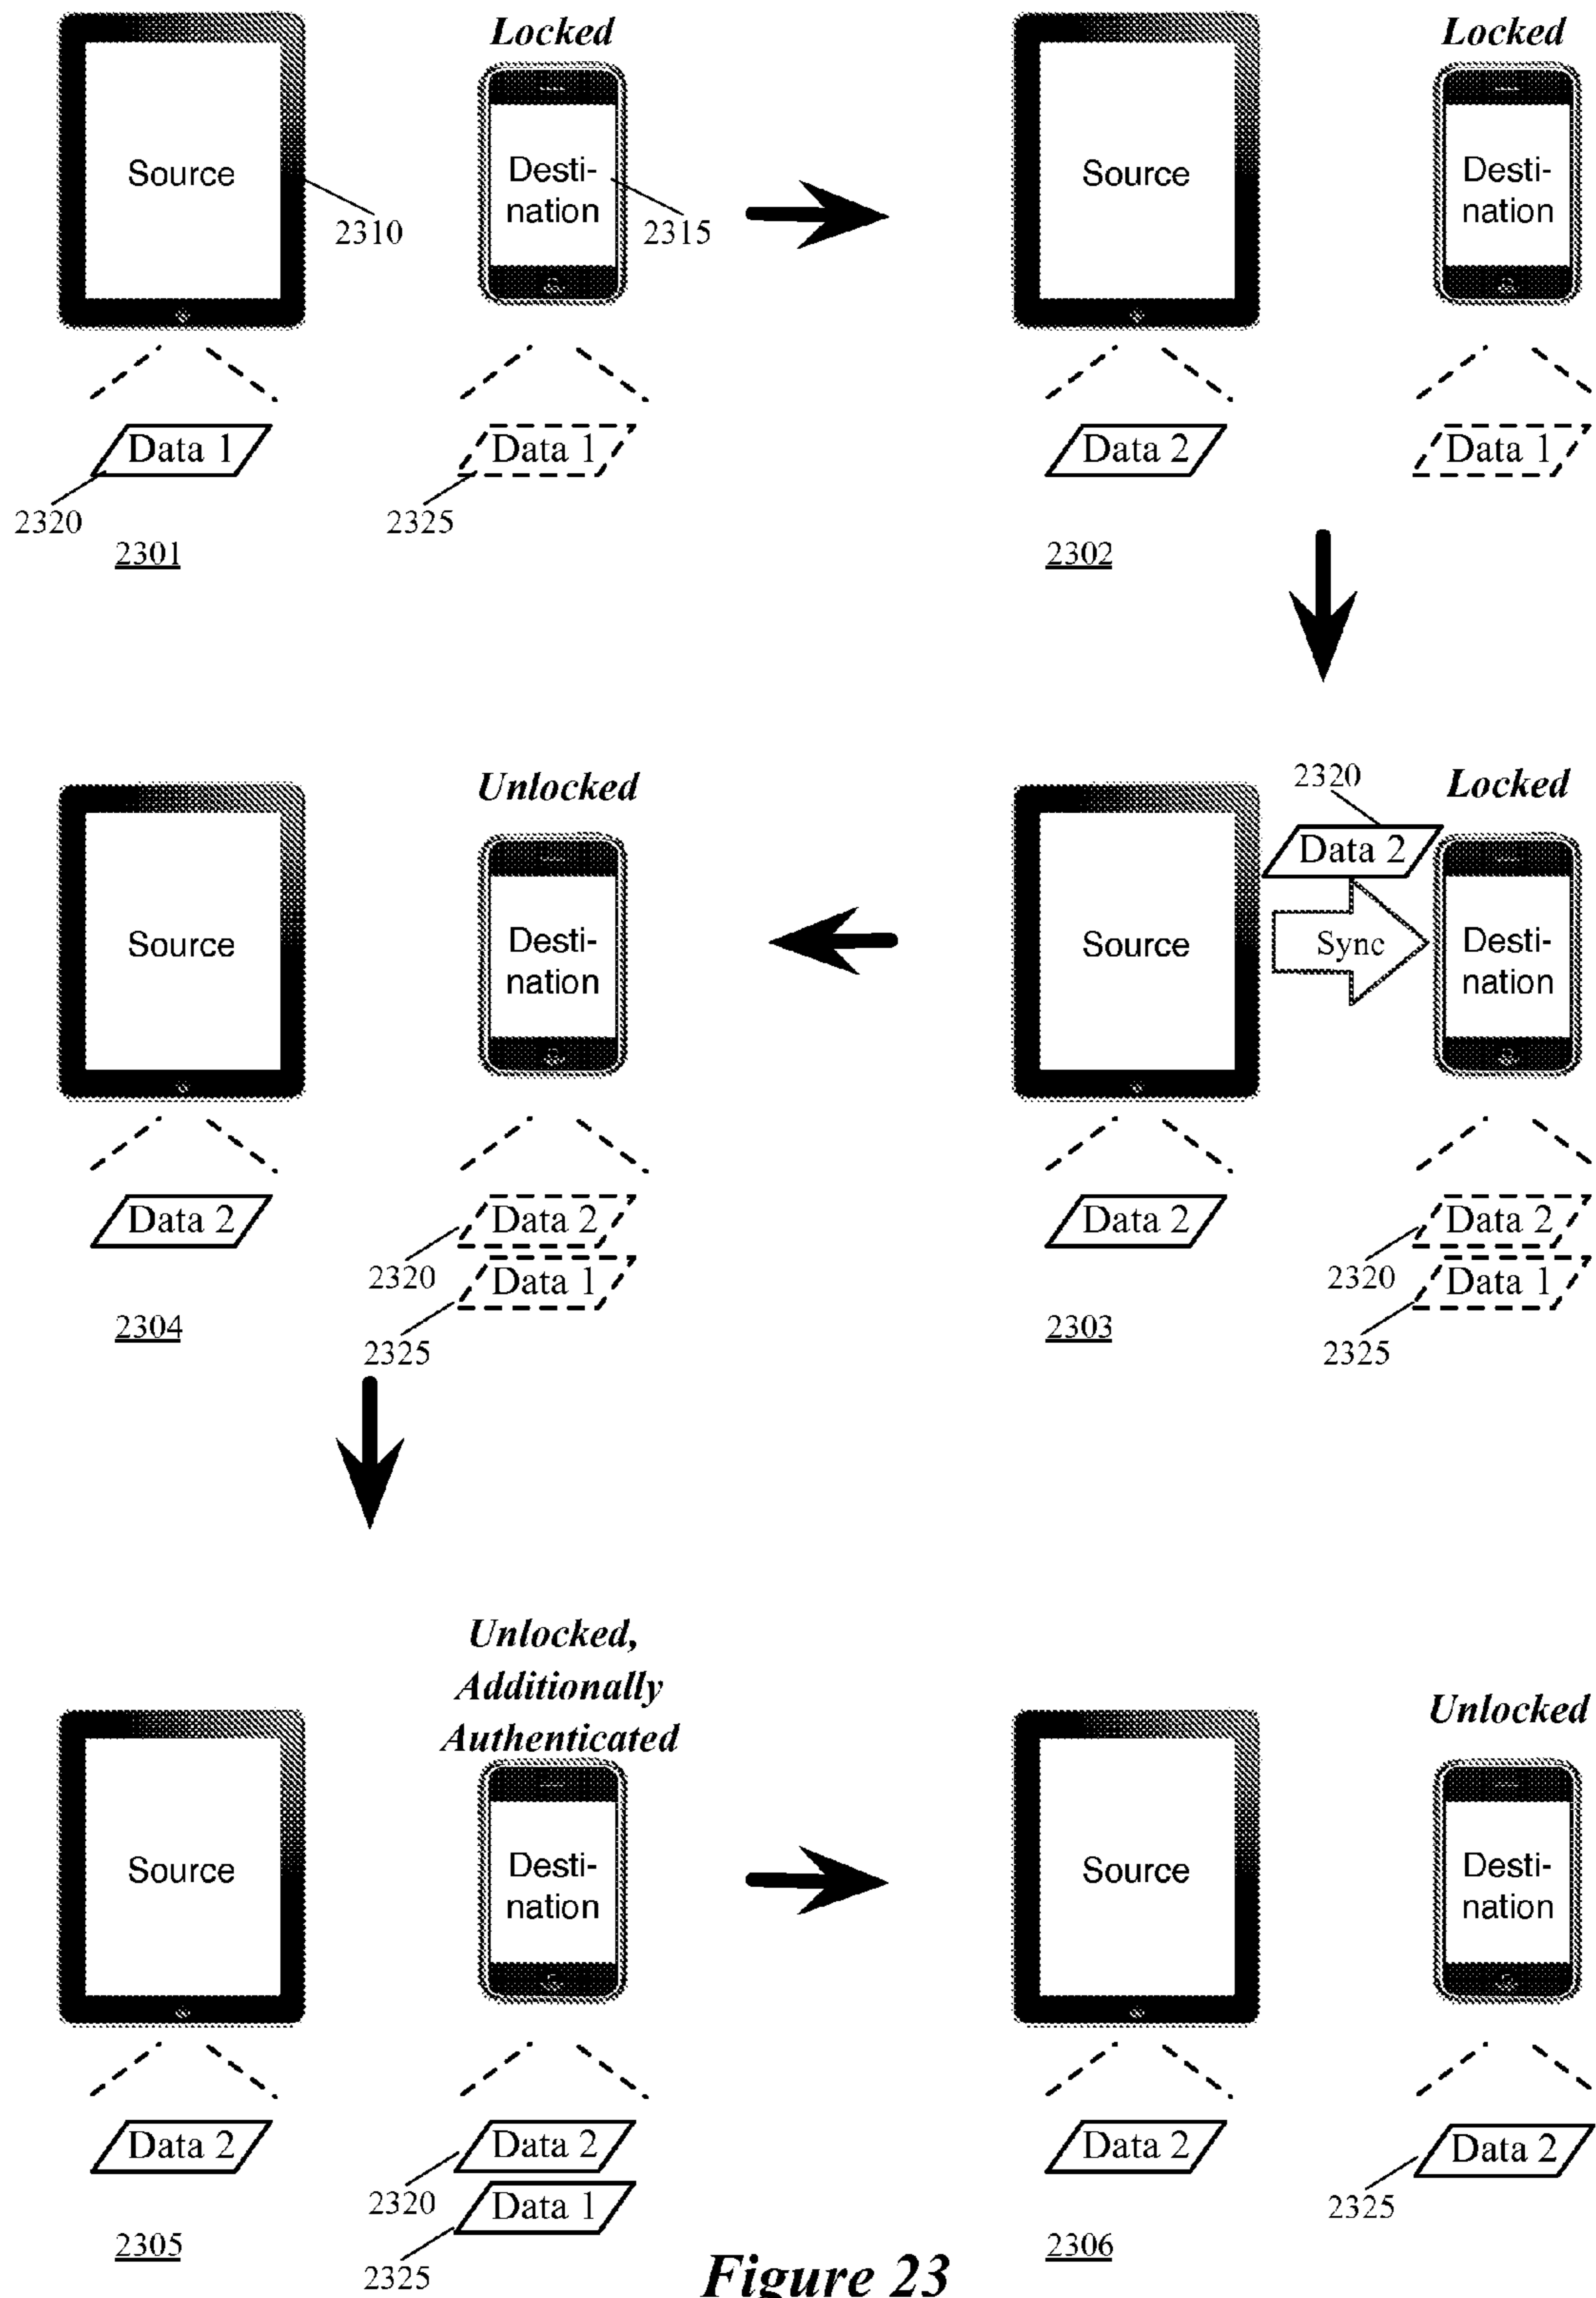 Locked
Source
Desti-
nation
2310
2315
Data 1
Data 1
2320
2325
2301
Locked
Source
Desti-
nation
Data 2
Data 1
2302
2320
Locked
Data 2
Source
Sync
Desti-
nation
Data 2
Data 2
2320
Data 1
2303
2325
Unlocked
Source
Desti-
nation
Data 2
Data 2
2320
Data 1
2304
2325
Unlocked,
Additionally
Authenticated
Source
Desti-
nation
Data 2
Data 2
2320
Data 1
2305
2325
Unlocked
Source
Desti-
nation
Data 2
Data 2
2325
2306
Figure 23